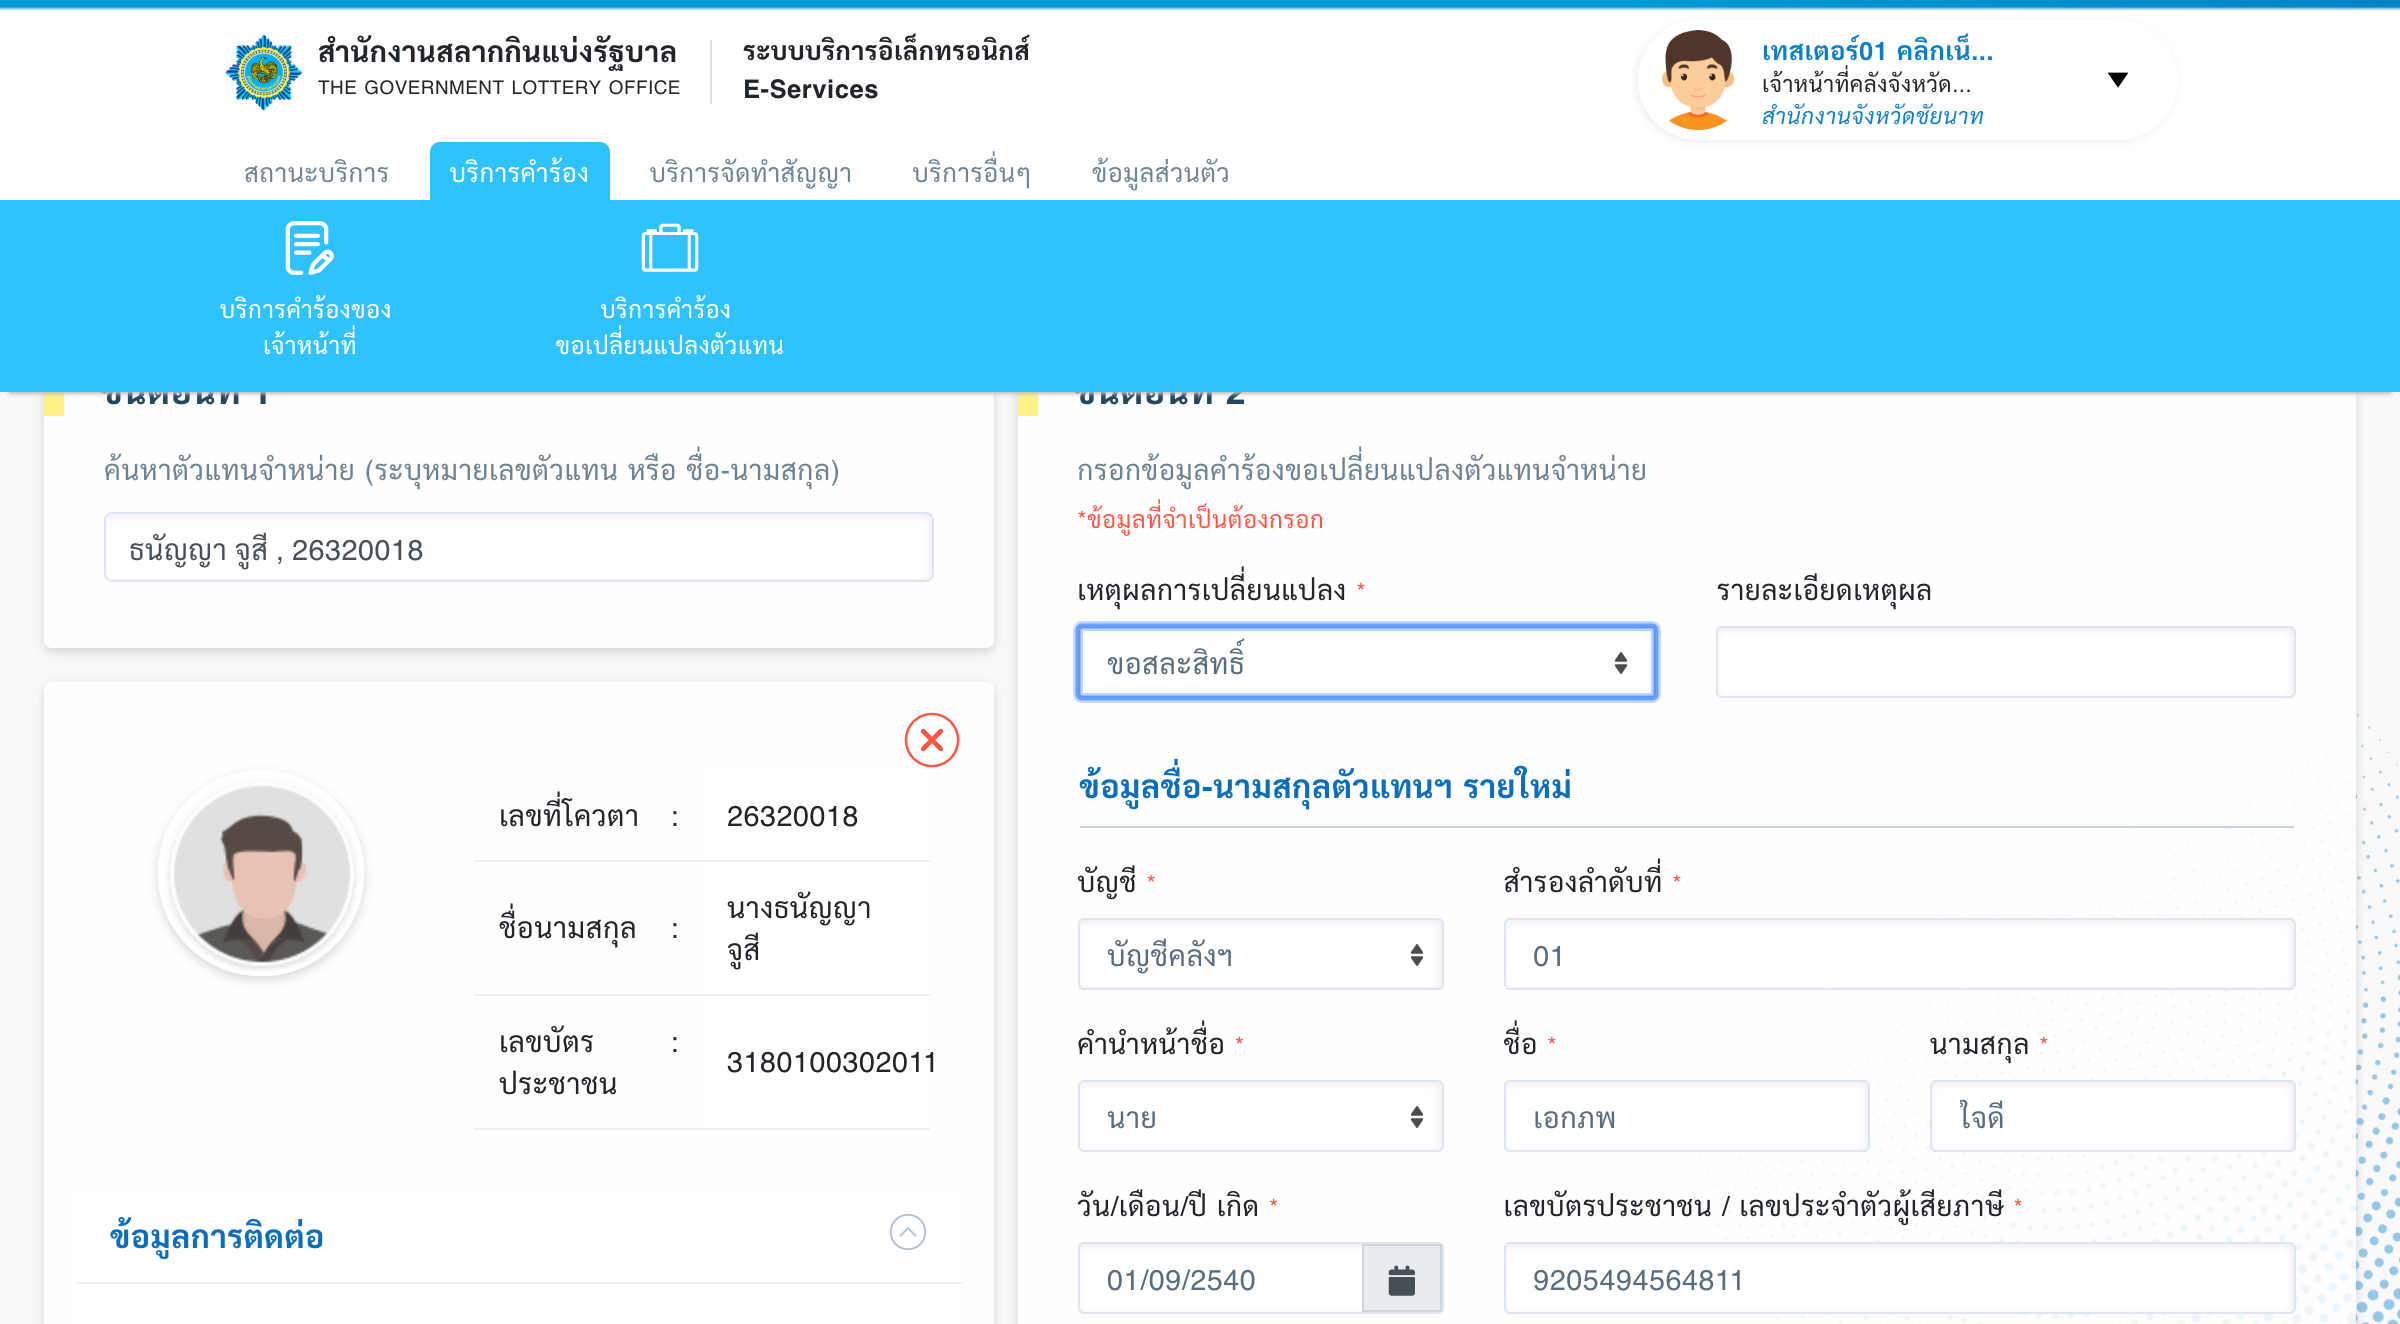 สำนักงานสลากกินแบ่งรัฐบาล
THE GOVERNMENT LOTTERY OFFICE
ระบบบริการอิเล็กทรอนิกส์
E-Services
เทสเตอร์01 คลิกเน็...
เจ้าหน้าที่คลังจังหวัด...
สำนักงานจังหวัดชัยนาท
สถานะบริการ
บริการคำร้อง
บริการจัดทำสัญญา
บริการอื่นๆ
ข้อมูลส่วนตัว
บริการคำร้องของ
เจ้าหน้าที่
บริการคำร้อง
ขอเปลี่ยนแปลงตัวแทน
ขั้นตอนที่ 1
ค้นหาตัวแทนจำหน่าย (ระบุหมายเลขตัวแทน หรือ ชื่อ-นามสกุล)
ธนัญญา จูสี , 26320018
เลขที่โควตา : 26320018
ชื่อนามสกุล : นางธนัญญา
จูสี
เลขบัตร
ประชาชน : 3180100302011
ข้อมูลการติดต่อ
ขั้นตอนที่ 2
กรอกข้อมูลคำร้องขอเปลี่ยนแปลงตัวแทนจำหน่าย
*ข้อมูลที่จำเป็นต้องกรอก
เหตุผลการเปลี่ยนแปลง *
รายละเอียดเหตุผล
ขอสละสิทธิ์
ข้อมูลชื่อ-นามสกุลตัวแทนฯ รายใหม่
บัญชี *
สำรองลำดับที่ *
บัญชีคลังฯ
01
คำนำหน้าชื่อ *
ชื่อ *
นามสกุล *
นาย
เอกภพ
ใจดี
วัน/เดือน/ปี เกิด *
เลขบัตรประชาชน / เลขประจำตัวผู้เสียภาษี *
01/09/2540
9205494564811